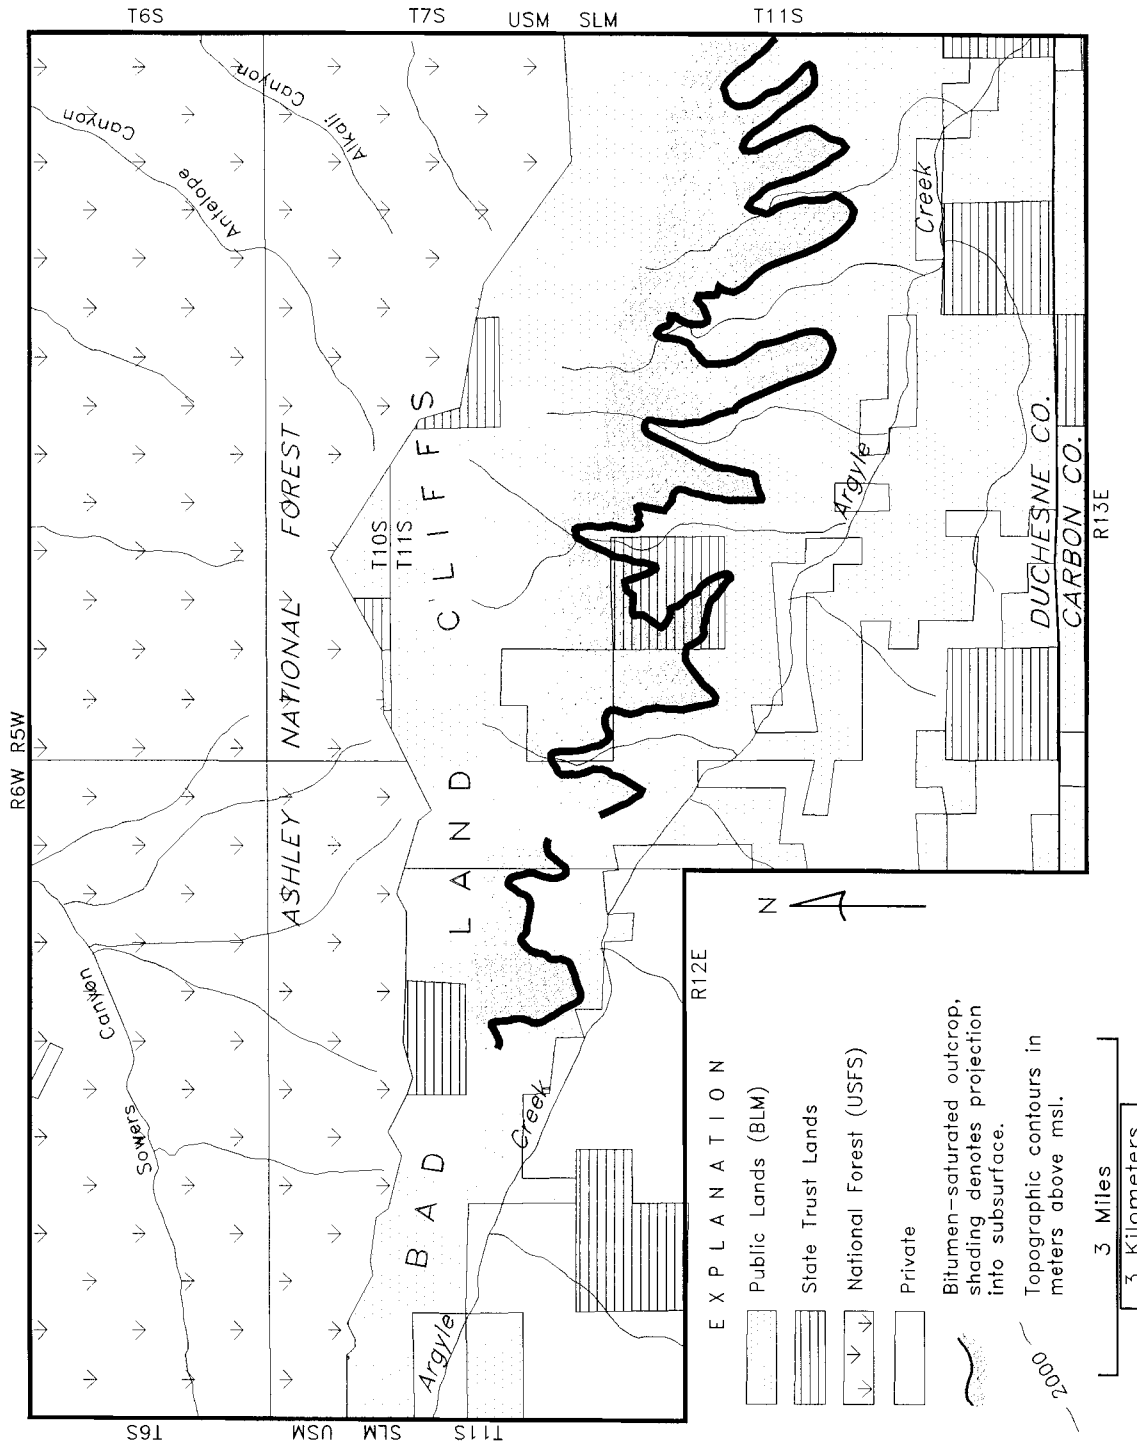 T6S
T7S
USM
SLM
T11S
Canyon
Antelope
Canyon
Alkali
ASHLEY NATIONAL FOREST
R6W R5W
T10S
T11S
BAD LAND CLIFFS
Sowers Canyon
Argyle Creek
Argyle Creek
DUCHESNE CO.
CARBON CO.
R13E
R12E
N
T6S
USM
SLM
T11S
EXPLANATION
Public Lands (BLM)
State Trust Lands
National Forest (USFS)
Private
Bitumen-saturated outcrop,
shading denotes projection
into subsurface.
2000
Topographic contours in
meters above msl.
3 Miles
3 Kilometers